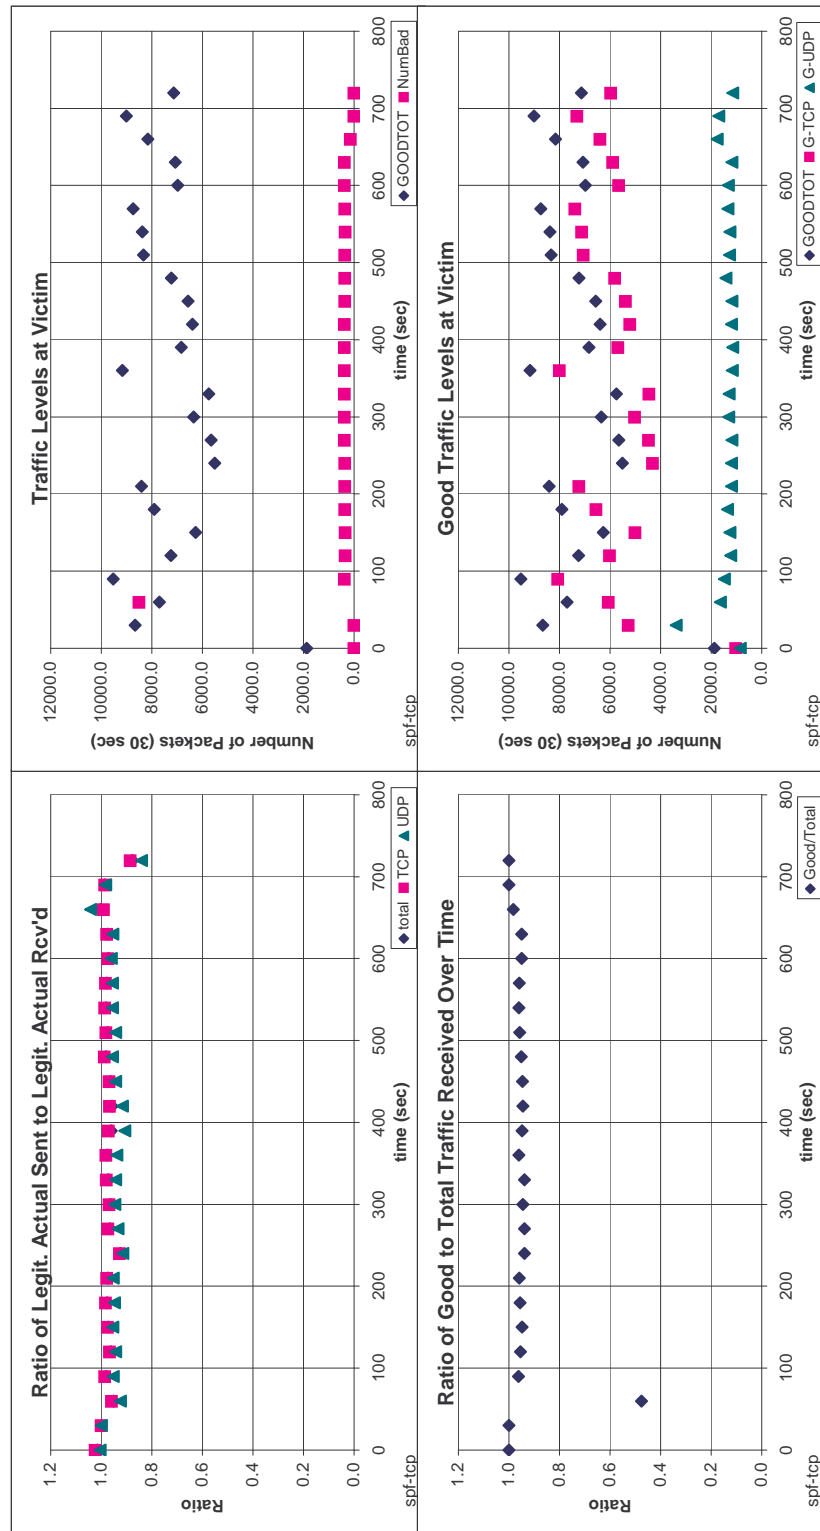 Ratio of Legit. Actual Sent to Legit. Actual Rcv'd
1.2
1.0
0.8
0.6
0.4
0.2
0.0
Ratio
0 100 200 300 400 500 600 700 800
time (sec)
spf-tcp
total TCP UDP
Traffic Levels at Victim
12000.0
10000.0
8000.0
6000.0
4000.0
2000.0
0.0
Number of Packets (30 sec)
0 100 200 300 400 500 600 700 800
time (sec)
spf-tcp
GOODTOT NumBad
Ratio of Good to Total Traffic Received Over Time
1.2
1.0
0.8
0.6
0.4
0.2
0.0
Ratio
0 100 200 300 400 500 600 700 800
time (sec)
spf-tcp
Good/Total
Good Traffic Levels at Victim
12000.0
10000.0
8000.0
6000.0
4000.0
2000.0
0.0
Number of Packets (30 sec)
0 100 200 300 400 500 600 700 800
time (sec)
spf-tcp
GOODTOT G-TCP G-UDP